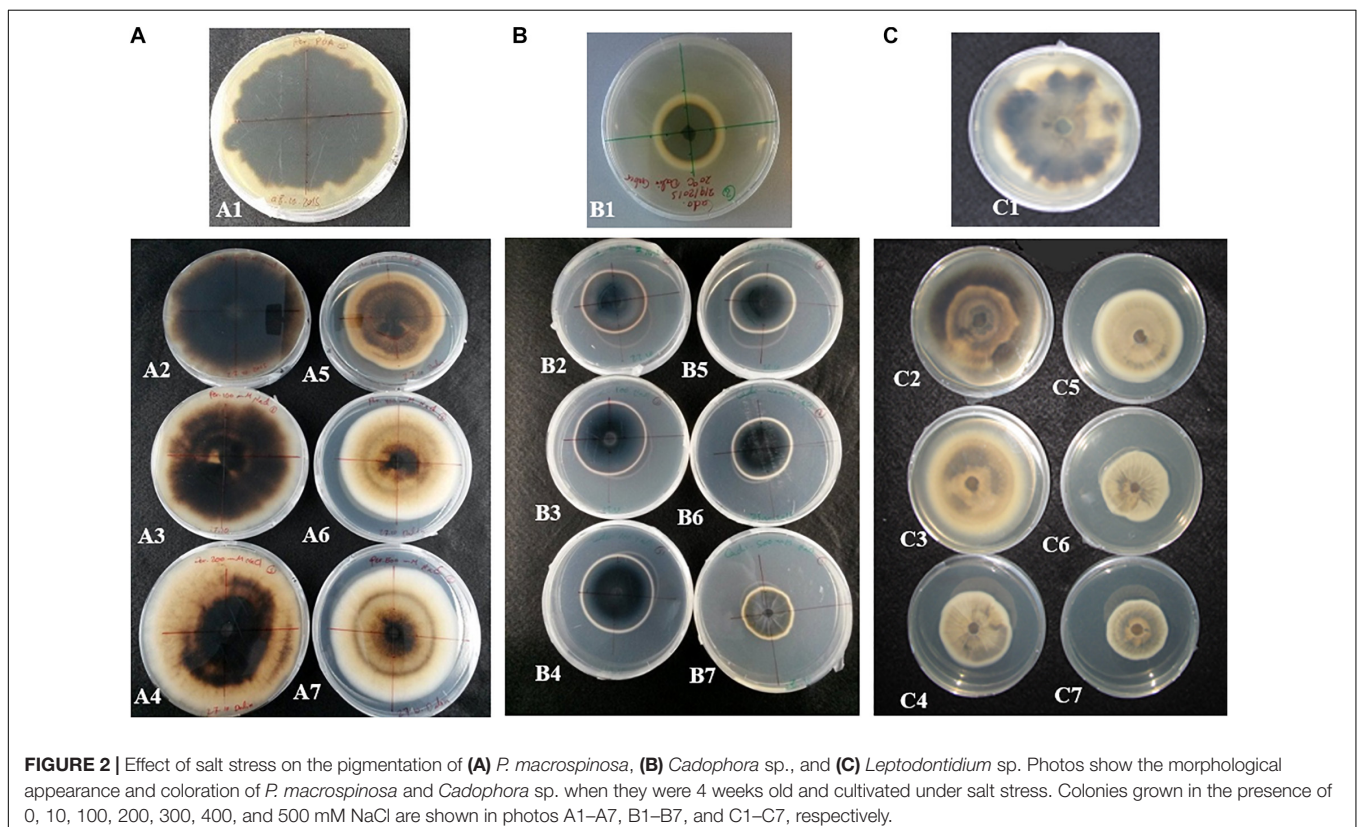 A
B
C
A1
B1
C1
A2
A5
A3
A6
A4
A7
B2
B5
B3
B6
B4
B7
C2
C5
C3
C6
C4
C7
FIGURE 2 | Effect of salt stress on the pigmentation of (A) P. macrospinosa, (B) Cadophora sp., and (C) Leptodontidium sp. Photos show the morphological
appearance and coloration of P. macrospinosa and Cadophora sp. when they were 4 weeks old and cultivated under salt stress. Colonies grown in the presence of
0, 10, 100, 200, 300, 400, and 500 mM NaCl are shown in photos A1–A7, B1–B7, and C1–C7, respectively.